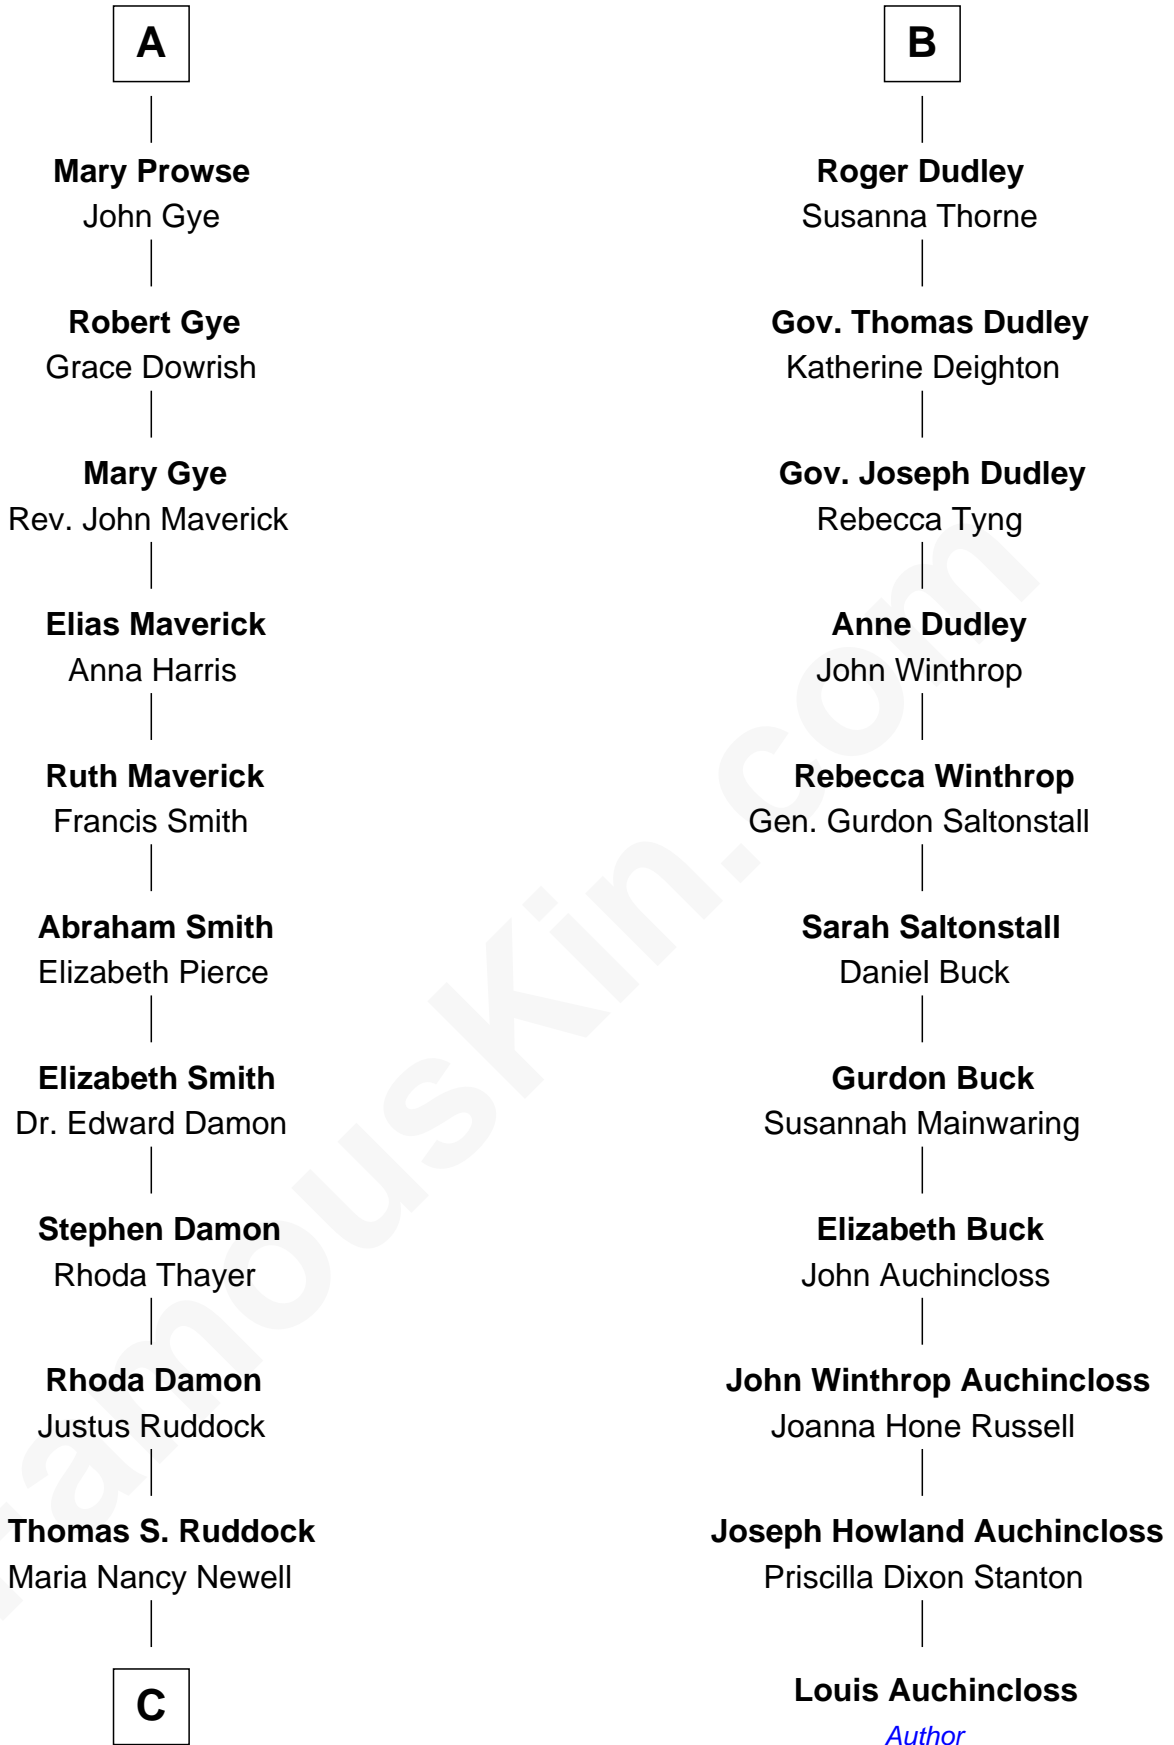 A
Mary Prowse
John Gye
Robert Gye
Grace Dowrish
Mary Gye
Rev. John Maverick
Elias Maverick
Anna Harris
Ruth Maverick
Francis Smith
Abraham Smith
Elizabeth Pierce
Elizabeth Smith
Dr. Edward Damon
Stephen Damon
Rhoda Thayer
Rhoda Damon
Justus Ruddock
Thomas S. Ruddock
Maria Nancy Newell
C
B
Roger Dudley
Susanna Thorne
Gov. Thomas Dudley
Katherine Deighton
Gov. Joseph Dudley
Rebecca Tyng
Anne Dudley
John Winthrop
Rebecca Winthrop
Gen. Gurdon Saltonstall
Sarah Saltonstall
Daniel Buck
Gurdon Buck
Susannah Mainwaring
Elizabeth Buck
John Auchincloss
John Winthrop Auchincloss
Joanna Hone Russell
Joseph Howland Auchincloss
Priscilla Dixon Stanton
Louis Auchincloss
Author
FamousKin.com